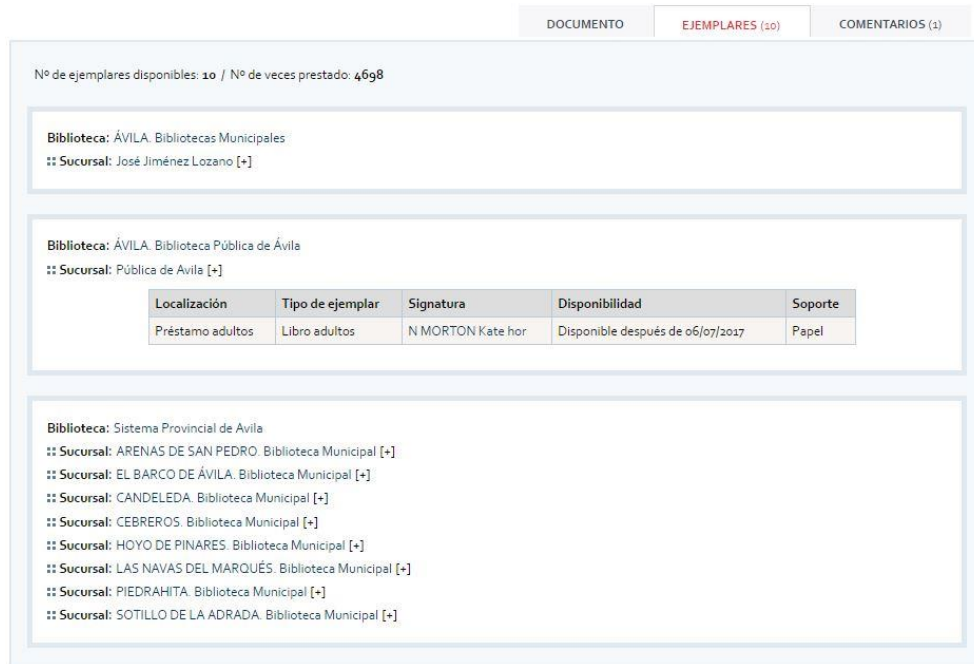 DOCUMENTO EJEMPLARES (10) COMENTARIOS (1)
Nº de ejemplares disponibles: 10 / Nº de veces prestado: 4698
Biblioteca: ÁVILA. Bibliotecas Municipales
:: Sucursal: José Jiménez Lozano [+]
Biblioteca: ÁVILA. Biblioteca Pública de Ávila
:: Sucursal: Pública de Avila [+]
Localización Tipo de ejemplar Signatura Disponibilidad Soporte
Préstamo adultos Libro adultos N MORTON Kate hor Disponible después de 06/07/2017 Papel
Biblioteca: Sistema Provincial de Avila
:: Sucursal: ARENAS DE SAN PEDRO. Biblioteca Municipal [+]
:: Sucursal: EL BARCO DE ÁVILA. Biblioteca Municipal [+]
:: Sucursal: CANDELEDA. Biblioteca Municipal [+]
:: Sucursal: CEBREROS. Biblioteca Municipal [+]
:: Sucursal: HOYO DE PINARES. Biblioteca Municipal [+]
:: Sucursal: LAS NAVAS DEL MARQUÉS. Biblioteca Municipal [+]
:: Sucursal: PIEDRAHITA. Biblioteca Municipal [+]
:: Sucursal: SOTILLO DE LA ADRADA. Biblioteca Municipal [+]